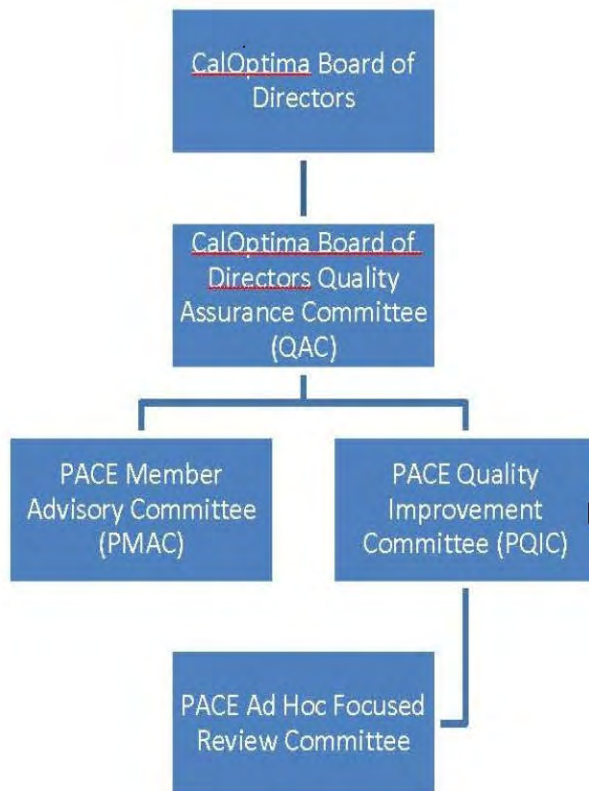 CalOptima Board of
Directors
CalOptima Board of
Directors Quality
Assurance Committee
(QAC)
PACE Member
Advisory Committee
(PMAC)
PACE Quality
Improvement
Committee (PQIC)
PACE Ad Hoc Focused
Review Committee